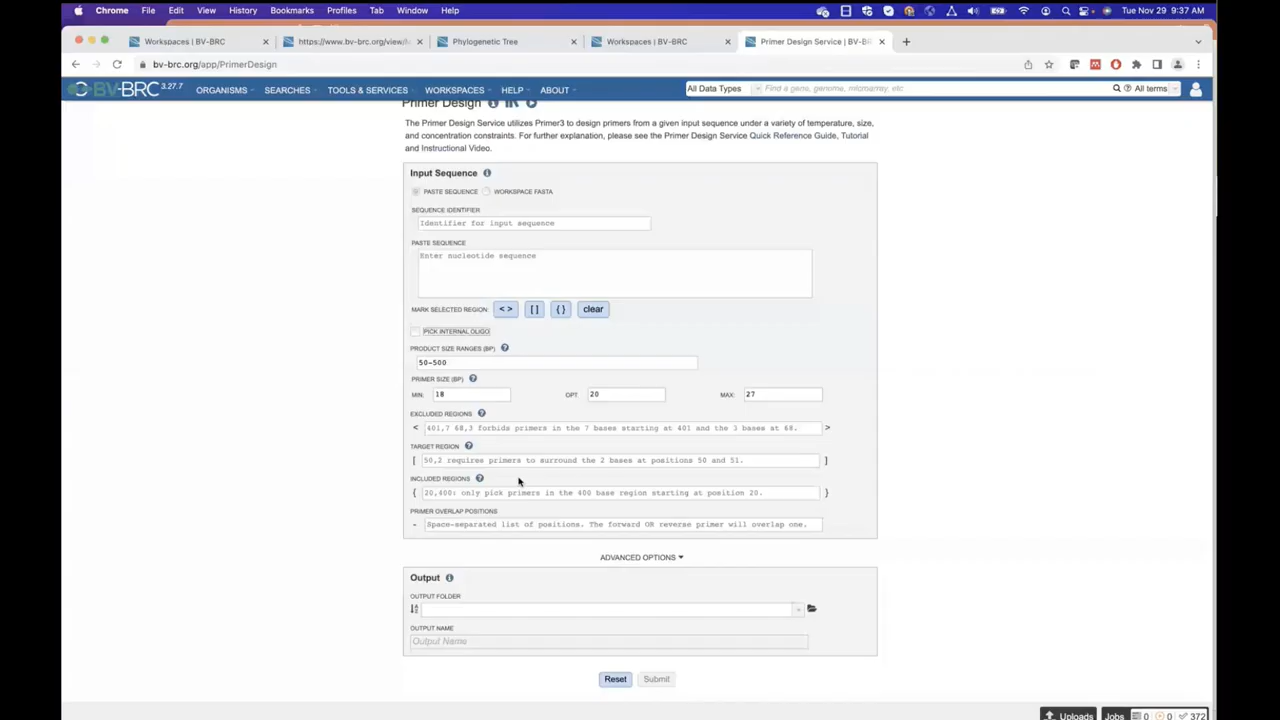 Chrome File Edit View History Bookmarks Profiles Tab Window Help Tue Nov 29 9:37 AM
Workspaces | BV-BRC × https://www.bv-brc.org/view/ × Phylogenetic Tree × Workspaces | BV-BRC × Primer Design Service | BV-B × +
bv-brc.org/app/PrimerDesign
BV-BRC 3.27.7 ORGANISMS SEARCHES TOOLS & SERVICES WORKSPACES HELP ABOUT All Data Types Find a gene, genome, microarray, etc All terms
Primer Design
The Primer Design Service utilizes Primer3 to design primers from a given input sequence under a variety of temperature, size,
and concentration constraints. For further explanation, please see the Primer Design Service Quick Reference Guide, Tutorial
and Instructional Video.
Input Sequence
PASTE SEQUENCE WORKSPACE FASTA
SEQUENCE IDENTIFIER
Identifier for input sequence
PASTE SEQUENCE
Enter nucleotide sequence
MARK SELECTED REGION: < > [ ] { } clear
PICK INTERNAL OLIGO
PRODUCT SIZE RANGES (BP)
50-500
PRIMER SIZE (BP)
MIN: 18 OPT: 20 MAX: 27
EXCLUDED REGIONS
< 401,7 68,3 forbids primers in the 7 bases starting at 401 and the 3 bases at 68. >
TARGET REGION
[ 50,2 requires primers to surround the 2 bases at positions 50 and 51. ]
INCLUDED REGIONS
{ 20,400: only pick primers in the 400 base region starting at position 20. }
PRIMER OVERLAP POSITIONS
- Space-separated list of positions. The forward OR reverse primer will overlap one.
ADVANCED OPTIONS
Output
OUTPUT FOLDER
OUTPUT NAME
Output Name
Reset Submit
Uploads Jobs 0 0 372